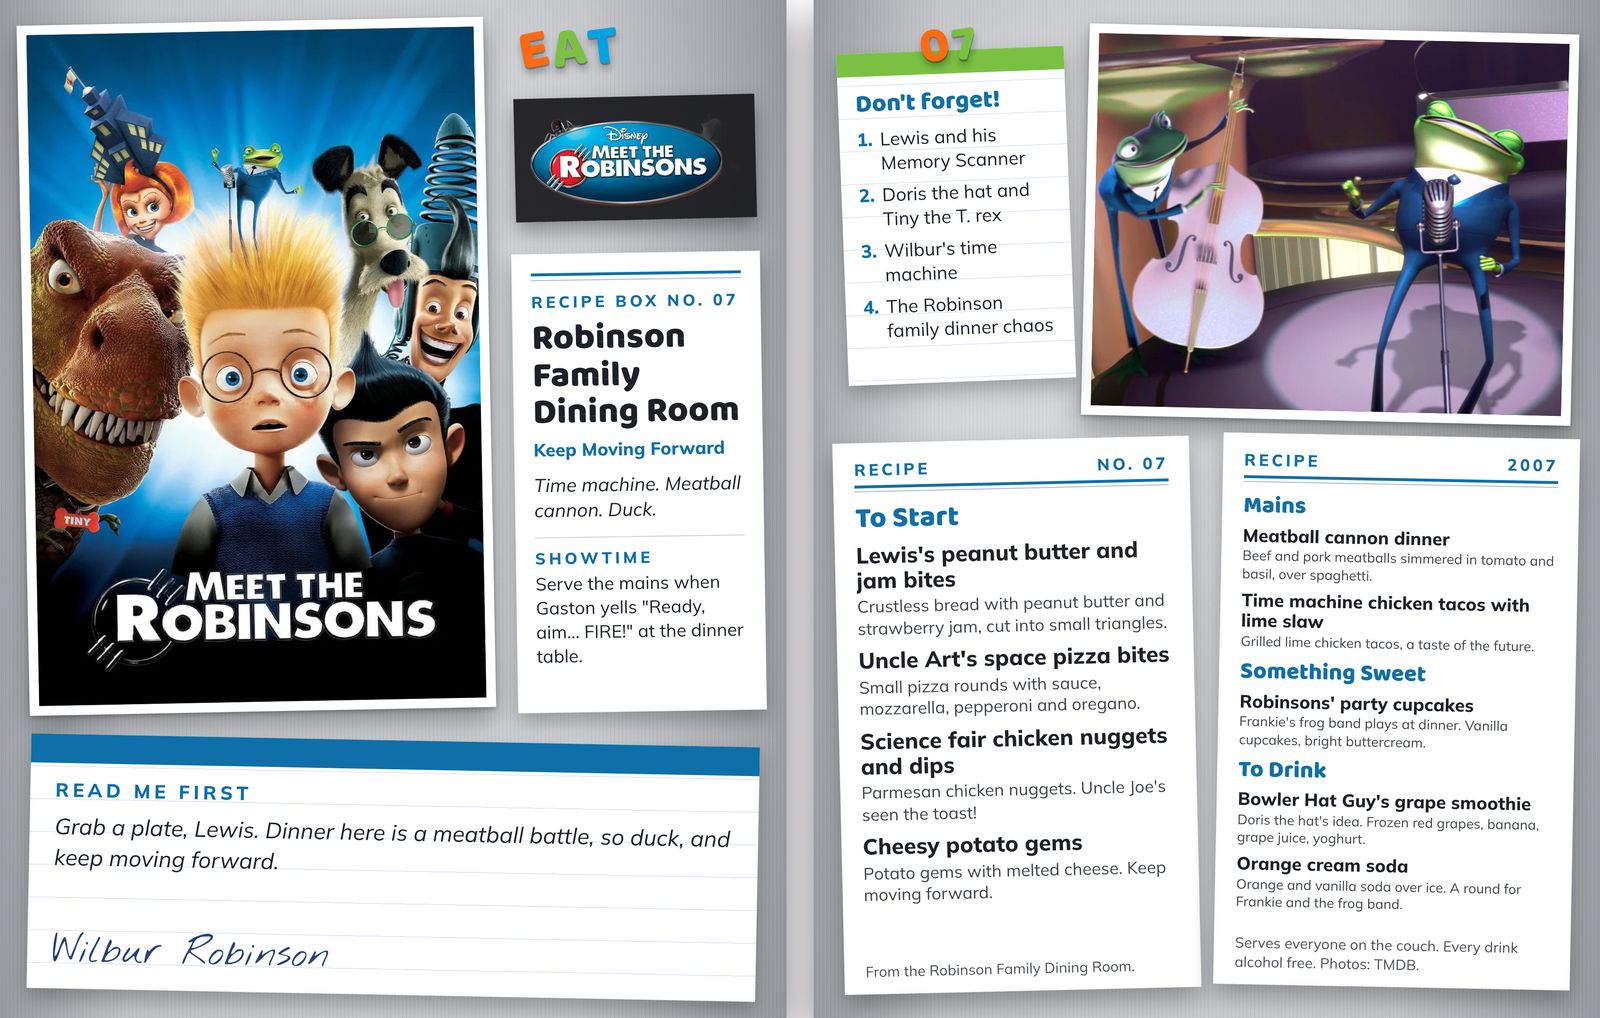 EAT
DISNEY
MEET THE
ROBINSONS
TINY
MEET THE
ROBINSONS
RECIPE BOX NO. 07
Robinson
Family
Dining Room
Keep Moving Forward
Time machine. Meatball
cannon. Duck.
SHOWTIME
Serve the mains when
Gaston yells "Ready,
aim... FIRE!" at the dinner
table.
READ ME FIRST
Grab a plate, Lewis. Dinner here is a meatball battle, so duck, and
keep moving forward.
Wilbur Robinson
07
Don't forget!
1. Lewis and his
Memory Scanner
2. Doris the hat and
Tiny the T. rex
3. Wilbur's time
machine
4. The Robinson
family dinner chaos
RECIPE NO. 07
To Start
Lewis's peanut butter and
jam bites
Crustless bread with peanut butter and
strawberry jam, cut into small triangles.
Uncle Art's space pizza bites
Small pizza rounds with sauce,
mozzarella, pepperoni and oregano.
Science fair chicken nuggets
and dips
Parmesan chicken nuggets. Uncle Joe's
seen the toast!
Cheesy potato gems
Potato gems with melted cheese. Keep
moving forward.
From the Robinson Family Dining Room.
RECIPE 2007
Mains
Meatball cannon dinner
Beef and pork meatballs simmered in tomato and
basil, over spaghetti.
Time machine chicken tacos with
lime slaw
Grilled lime chicken tacos, a taste of the future.
Something Sweet
Robinsons' party cupcakes
Frankie's frog band plays at dinner. Vanilla
cupcakes, bright buttercream.
To Drink
Bowler Hat Guy's grape smoothie
Doris the hat's idea. Frozen red grapes, banana,
grape juice, yoghurt.
Orange cream soda
Orange and vanilla soda over ice. A round for
Frankie and the frog band.
Serves everyone on the couch. Every drink
alcohol free. Photos: TMDB.